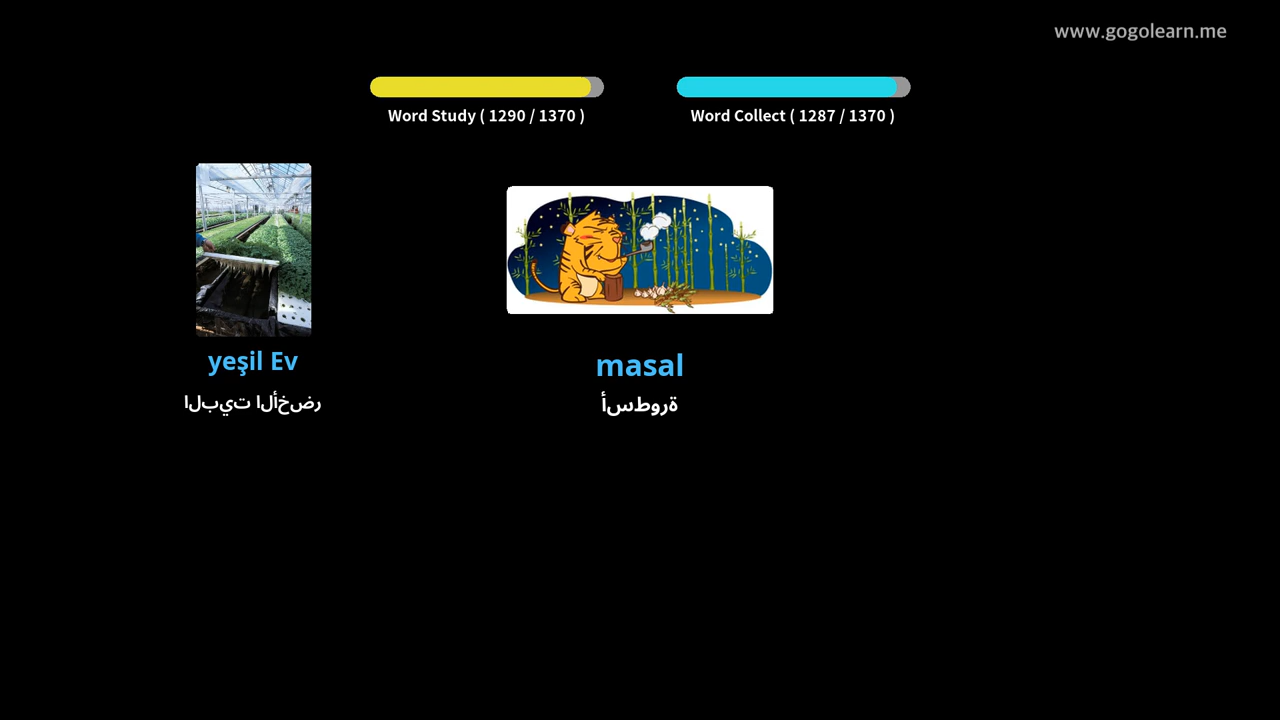 www.gogolearn.me
Word Study ( 1290 / 1370 )
Word Collect ( 1287 / 1370 )
yeşil Ev
البيت الأخضر
masal
أسطورة